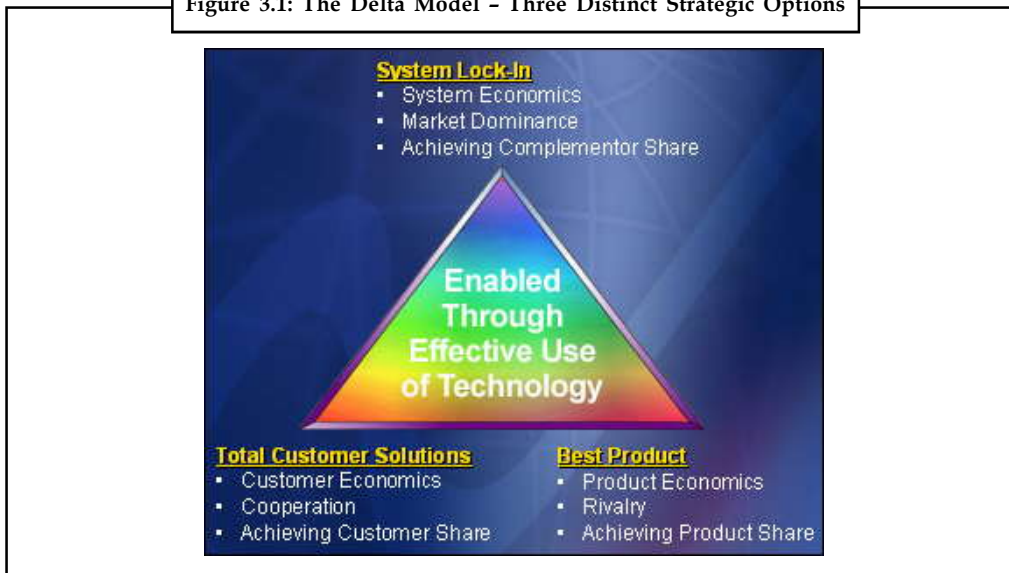 Figure 3.1: The Delta Model – Three Distinct Strategic Options
System Lock-In
▪ System Economics
▪ Market Dominance
▪ Achieving Complementor Share
Enabled
Through
Effective Use
of Technology
Total Customer Solutions
▪ Customer Economics
▪ Cooperation
▪ Achieving Customer Share
Best Product
▪ Product Economics
▪ Rivalry
▪ Achieving Product Share